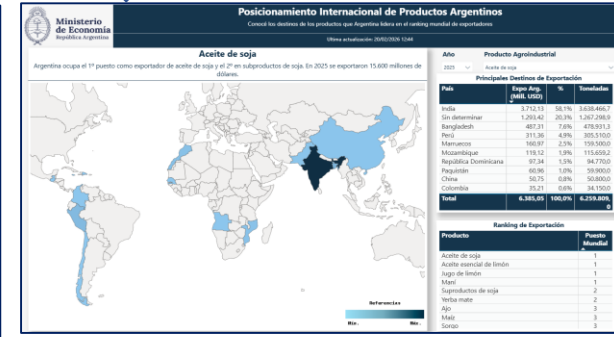 Ministerio
de Economía
República Argentina
Posicionamiento Internacional de Productos Argentinos
Conocé los destinos de los productos que Argentina lidera en el ranking mundial de exportadores
Última actualización: 20/02/2026 12:44
Aceite de soja
Argentina ocupa el 1º puesto como exportador de aceite de soja y el 2º en subproductos de soja. En 2025 se exportaron 15.600 millones de
dólares.
Referencias
Mín. Máx.
Año Producto Agroindustrial
2025 Aceite de soja
Principales Destinos de Exportación
País Expo Arg. (Mill. USD) % Toneladas
India 3.712,13 58,1% 3.638.466,7
Sin determinar 1.293,42 20,3% 1.267.298,9
Bangladesh 487,31 7,6% 478.931,3
Perú 311,36 4,9% 305.510,0
Marruecos 160,97 2,5% 159.500,0
Mozambique 119,12 1,9% 115.659,2
República Dominicana 97,34 1,5% 94.770,0
Paquistán 60,96 1,0% 59.900,0
China 50,75 0,8% 50.800,0
Colombia 35,21 0,6% 34.150,0
Total 6.385,05 100,0% 6.259.809,0
Ranking de Exportación
Producto Puesto Mundial
Aceite de soja 1
Aceite esencial de limón 1
Jugo de limón 1
Maní 1
Suproductos de soja 2
Yerba mate 2
Ajo 3
Maíz 3
Sorgo 3